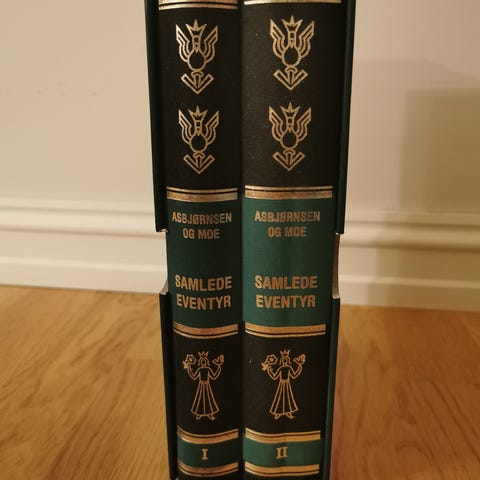 ASBJØRNSEN
OG MOE
SAMLEDE
EVENTYR
I
ASBJØRNSEN
OG MOE
SAMLEDE
EVENTYR
II